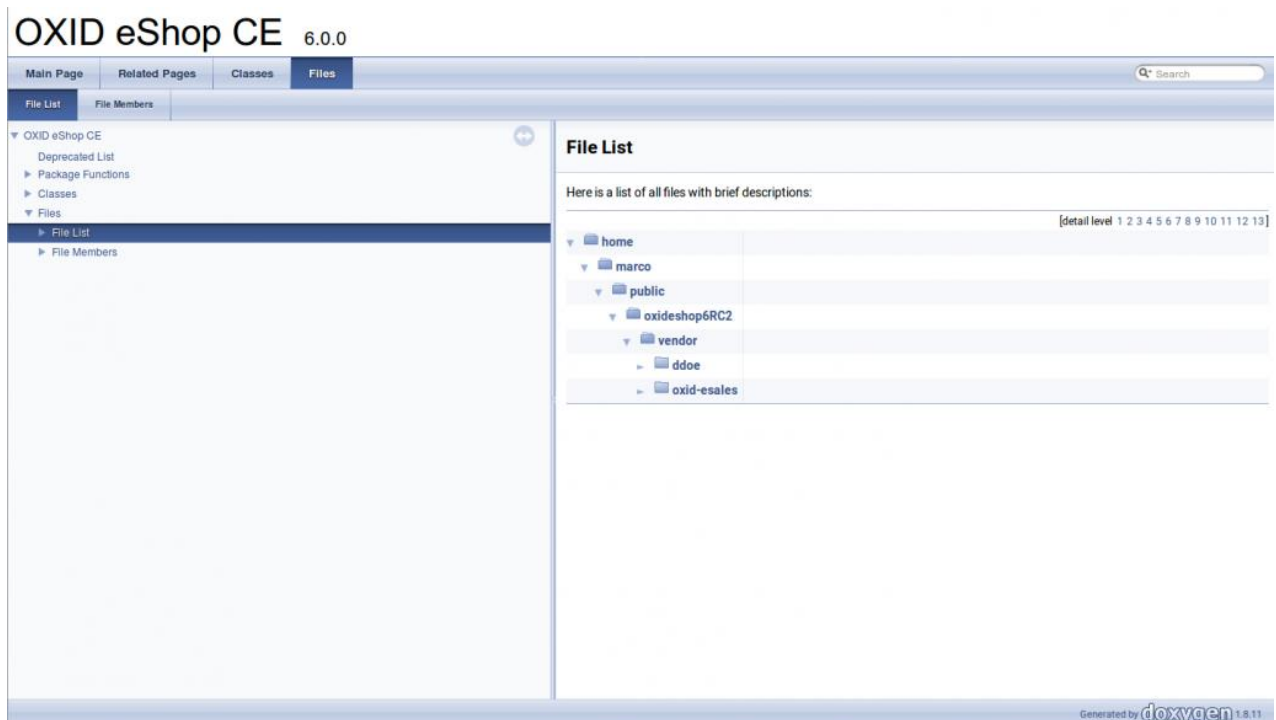 OXID eShop CE 6.0.0
Main Page Related Pages Classes Files Search
File List File Members
OXID eShop CE
Deprecated List
Package Functions
Classes
Files
File List
File Members
File List
Here is a list of all files with brief descriptions:
[detail level 1 2 3 4 5 6 7 8 9 10 11 12 13]
home
marco
public
oxideshop6RC2
vendor
ddoe
oxid-esales
Generated by doxygen 1.8.11